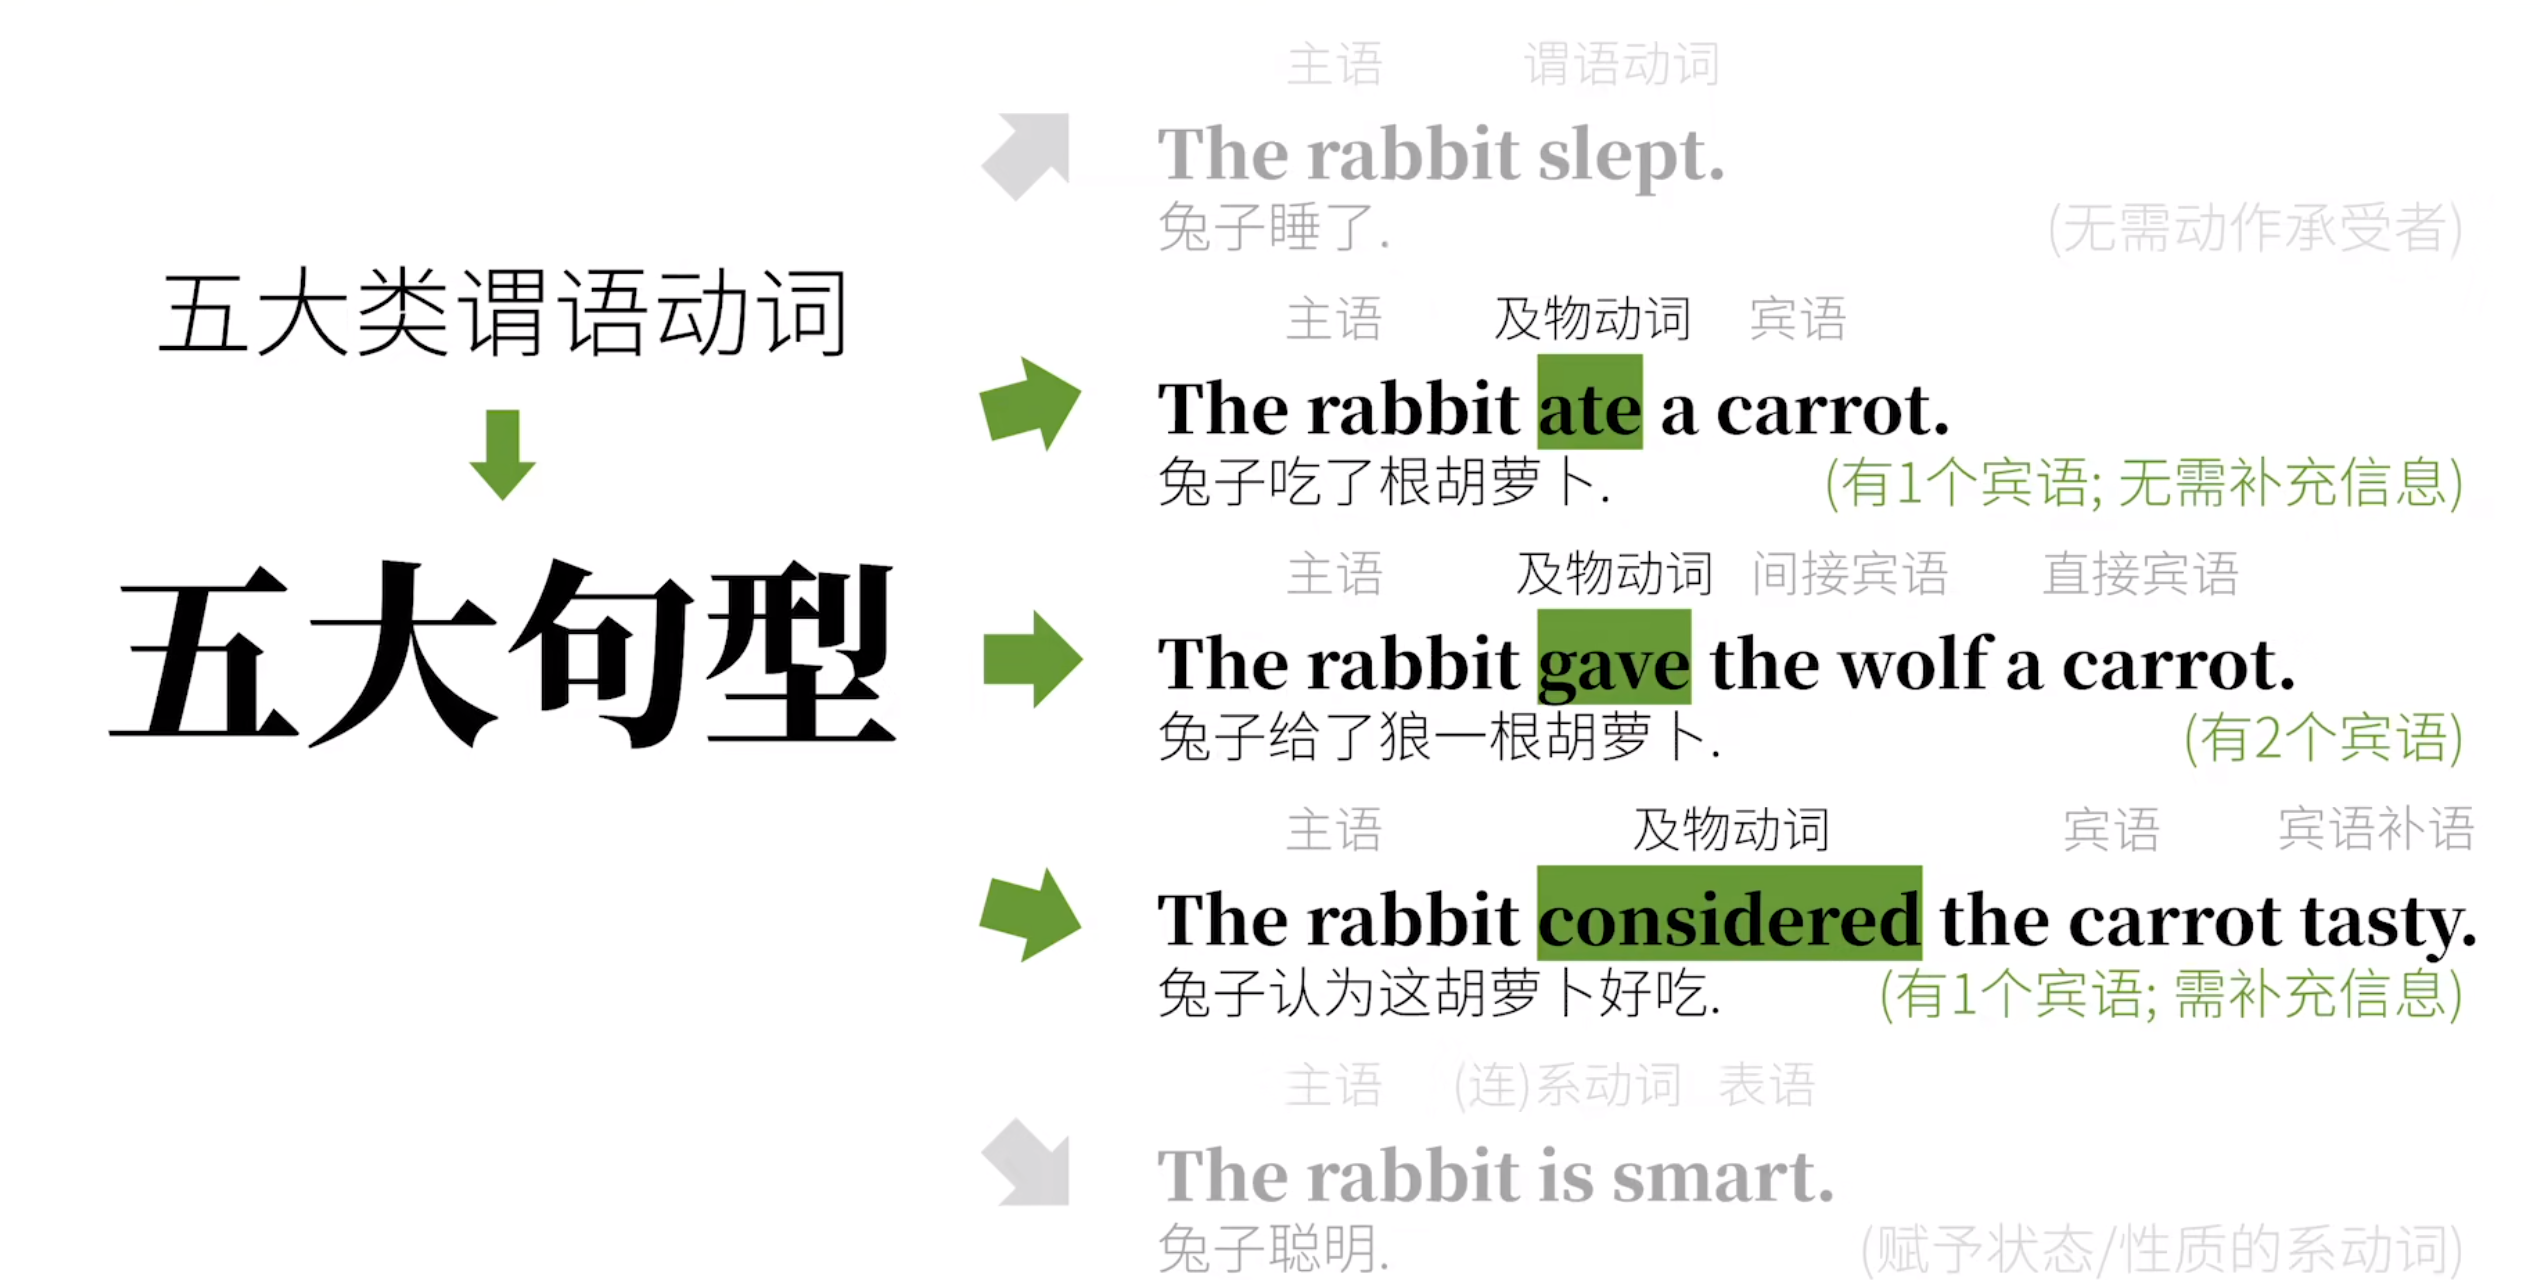 五大类谓语动词
五大句型
主语 谓语动词
The rabbit slept.
兔子睡了.
(无需动作承受者)
主语 及物动词 宾语
The rabbit ate a carrot.
兔子吃了根胡萝卜.
(有1个宾语; 无需补充信息)
主语 及物动词 间接宾语 直接宾语
The rabbit gave the wolf a carrot.
兔子给了狼一根胡萝卜.
(有2个宾语)
主语 及物动词 宾语 宾语补语
The rabbit considered the carrot tasty.
兔子认为这胡萝卜好吃.
(有1个宾语; 需补充信息)
主语 (连)系动词 表语
The rabbit is smart.
兔子聪明.
(赋予状态/性质的系动词)